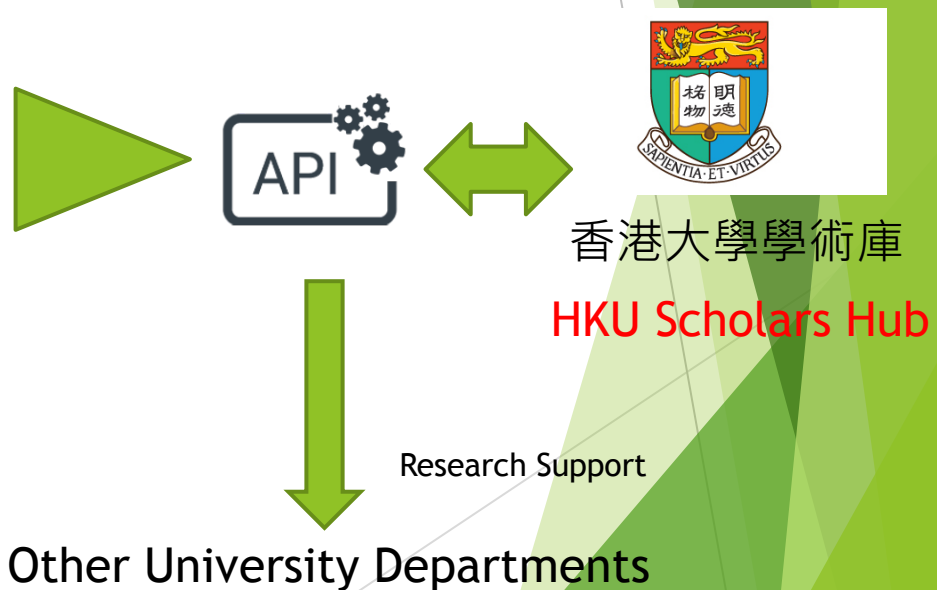 API
格 明
物 德
SAPIENTIA·ET·VIRTUS
香港大學學術庫
HKU Scholars Hub
Research Support
Other University Departments